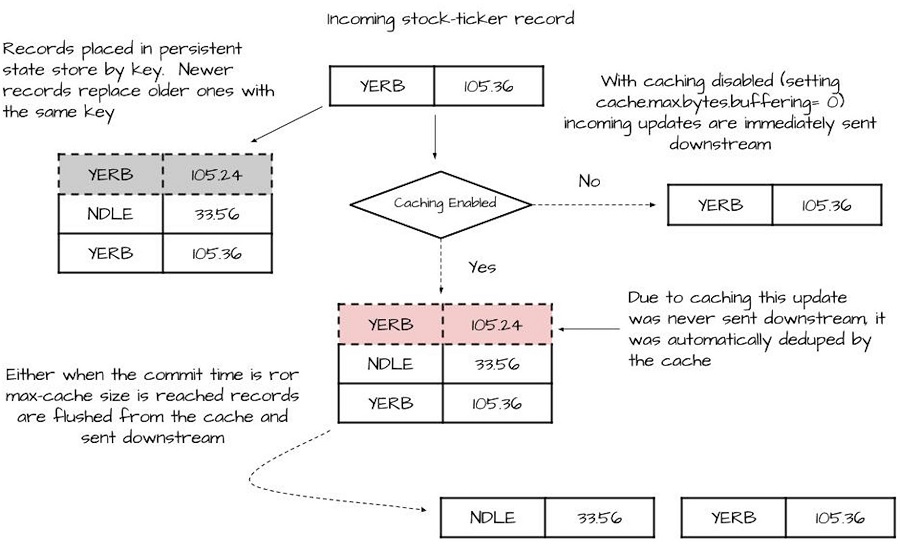 Incoming stock-ticker record
Records placed in persistent
state store by key. Newer
records replace older ones with
the same key
YERB 105.36
With caching disabled (setting
cache.max.bytes.buffering= 0)
incoming updates are immediately sent
downstream
YERB 105.24
NDLE 33.56
YERB 105.36
Caching Enabled
No
YERB 105.36
Yes
YERB 105.24
NDLE 33.56
YERB 105.36
Due to caching this update
was never sent downstream, it
was automatically deduped by
the cache
Either when the commit time is ror
max-cache size is reached records
are flushed from the cache and
sent downstream
NDLE 33.56
YERB 105.36